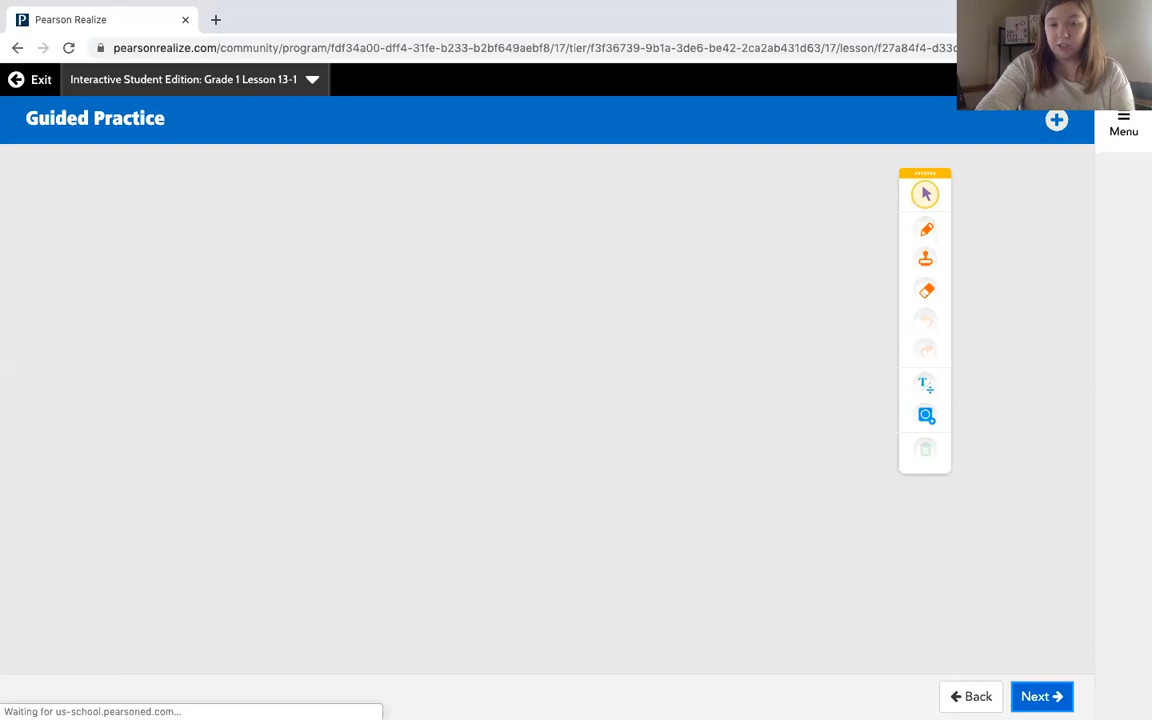 Pearson Realize
pearsonrealize.com/community/program/fdf34a00-dff4-31fe-b233-b2bf649aebf8/17/tier/f3f36739-9b1a-3de6-be42-2ca2ab431d63/17/lesson/f27a84f4-d33c
Exit
Interactive Student Edition: Grade 1 Lesson 13-1
Guided Practice
Menu
Back
Next
Waiting for us-school.pearsoned.com...